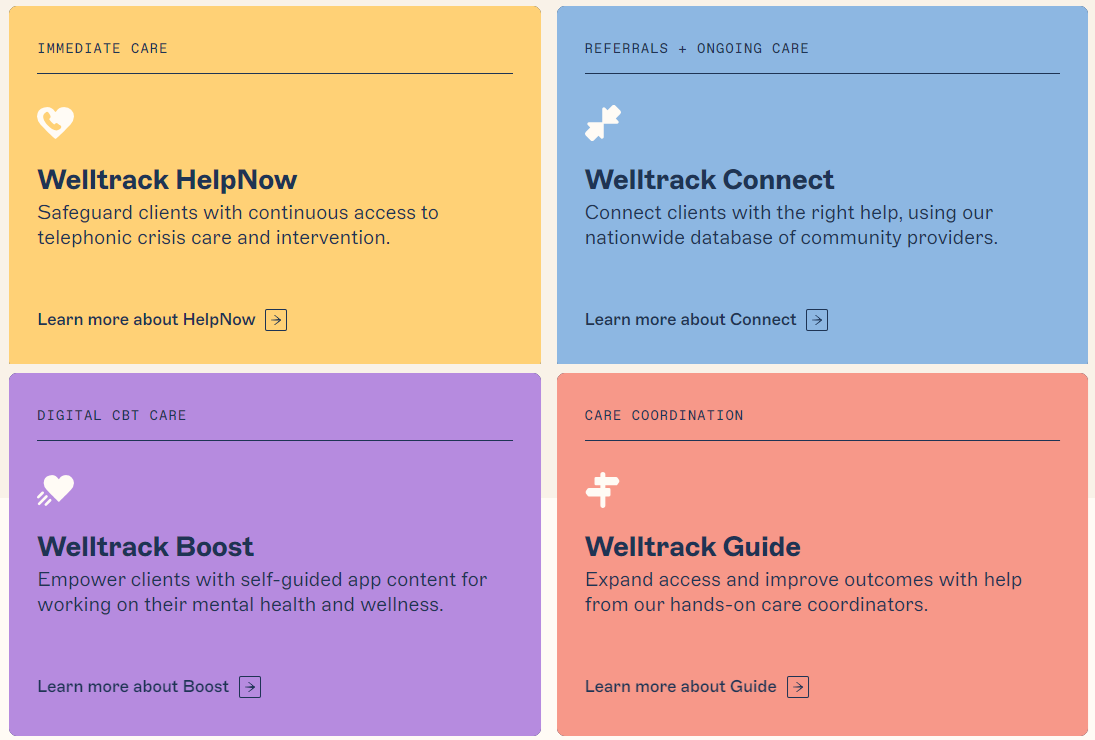 IMMEDIATE CARE
Welltrack HelpNow
Safeguard clients with continuous access to
telephonic crisis care and intervention.
Learn more about HelpNow
REFERRALS + ONGOING CARE
Welltrack Connect
Connect clients with the right help, using our
nationwide database of community providers.
Learn more about Connect
DIGITAL CBT CARE
Welltrack Boost
Empower clients with self-guided app content for
working on their mental health and wellness.
Learn more about Boost
CARE COORDINATION
Welltrack Guide
Expand access and improve outcomes with help
from our hands-on care coordinators.
Learn more about Guide